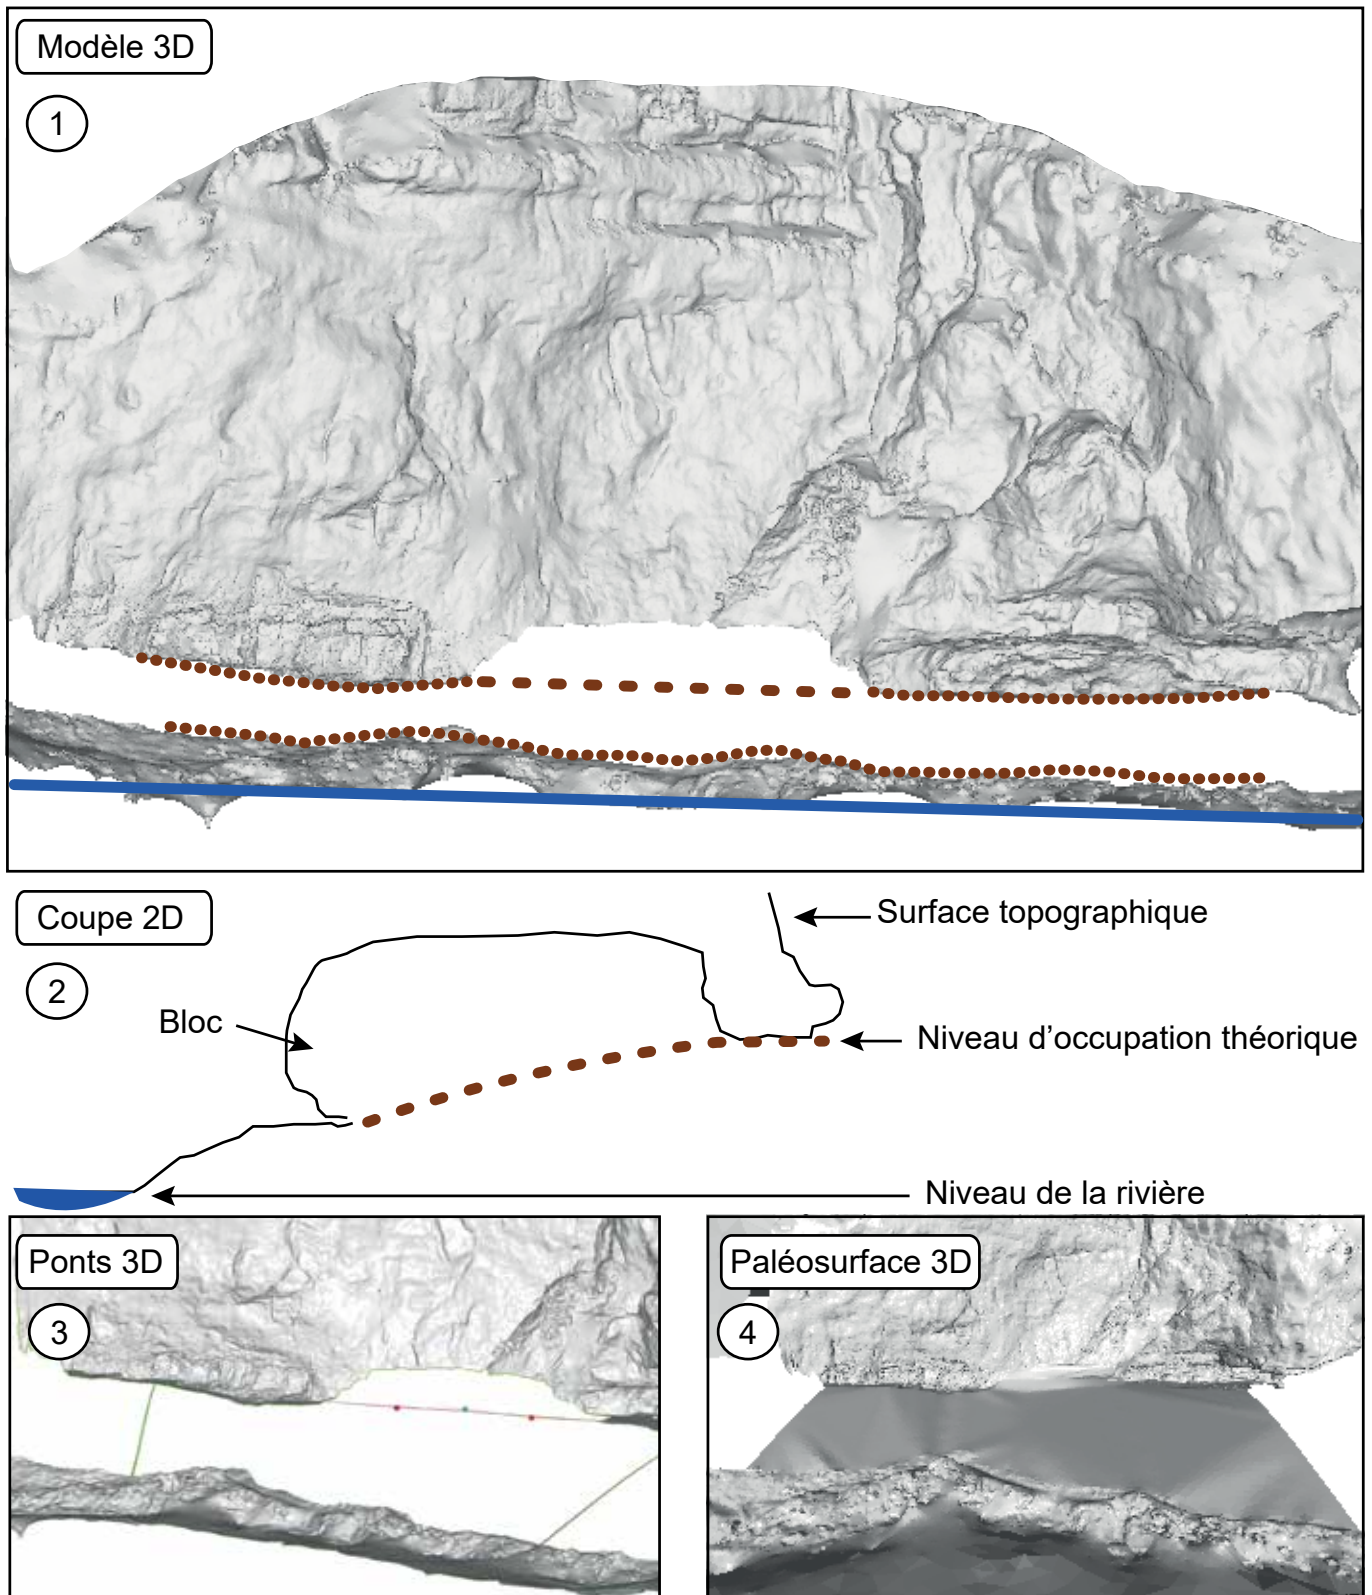 Modèle 3D
1
Coupe 2D
2
Surface topographique
Bloc
Niveau d'occupation théorique
Niveau de la rivière
Ponts 3D
3
Paléosurface 3D
4